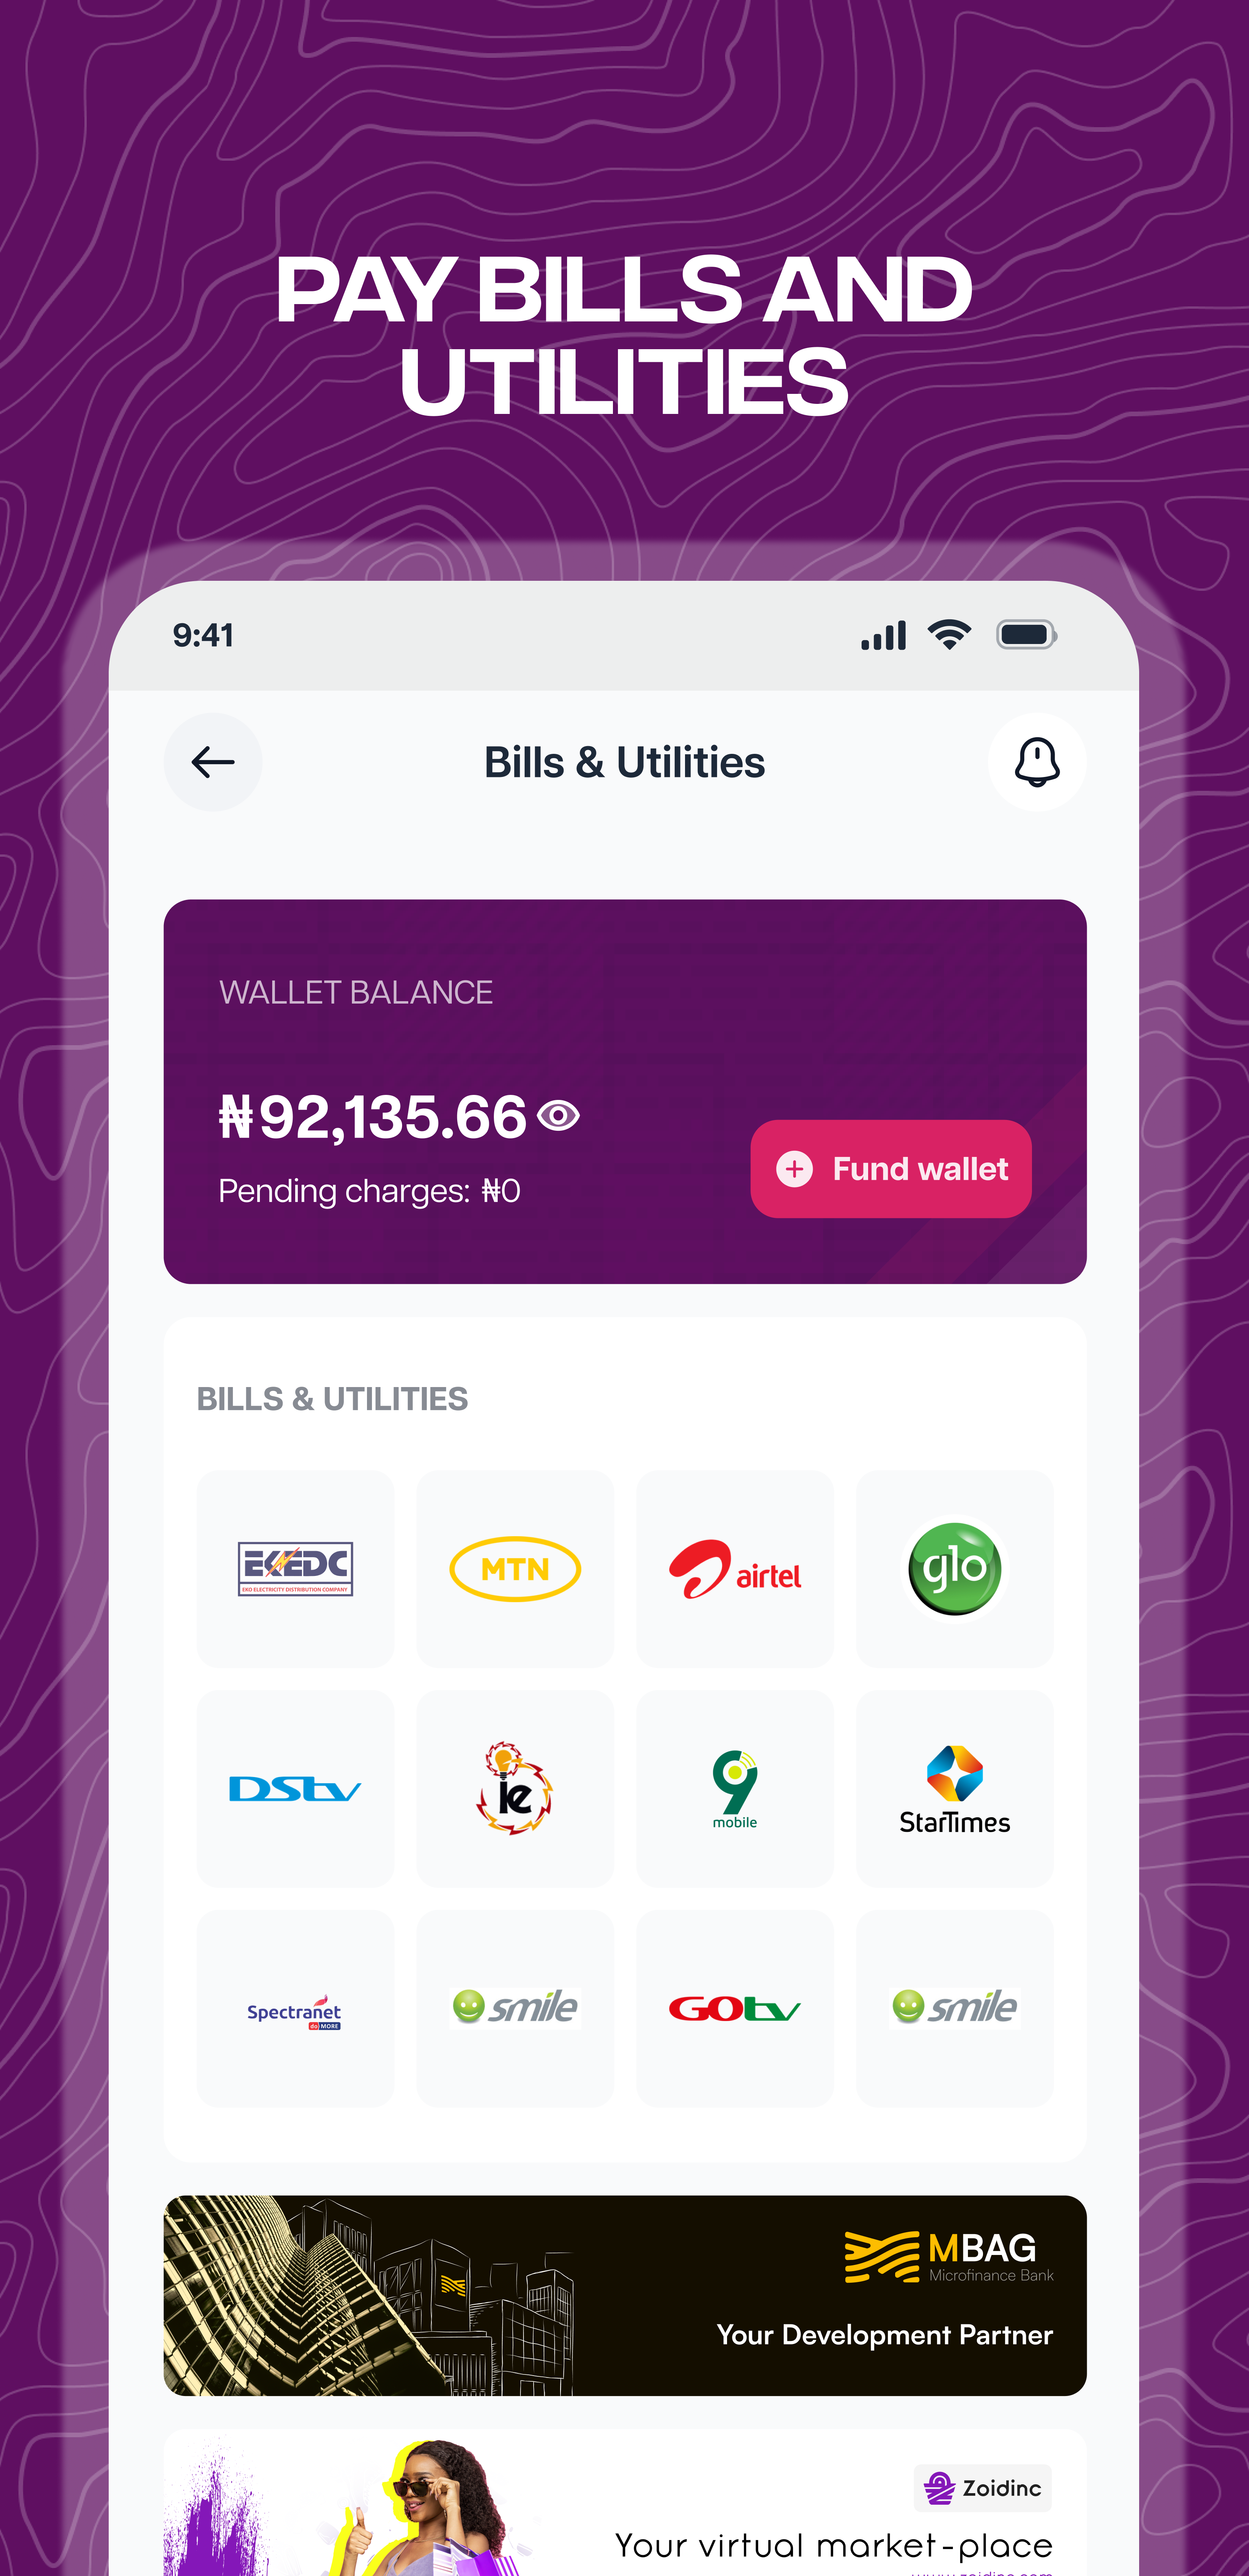 PAY BILLS AND
UTILITIES
9:41
Bills & Utilities
WALLET BALANCE
₦92,135.66
Pending charges: ₦0
Fund wallet
BILLS & UTILITIES
EKEDC
EKO ELECTRICITY DISTRIBUTION COMPANY
MTN
airtel
glo
DStv
ie
9
mobile
StarTimes
Spectranet
do MORE
smile
GOtv
smile
MBAG
Microfinance Bank
Your Development Partner
Zoidinc
Your virtual market-place